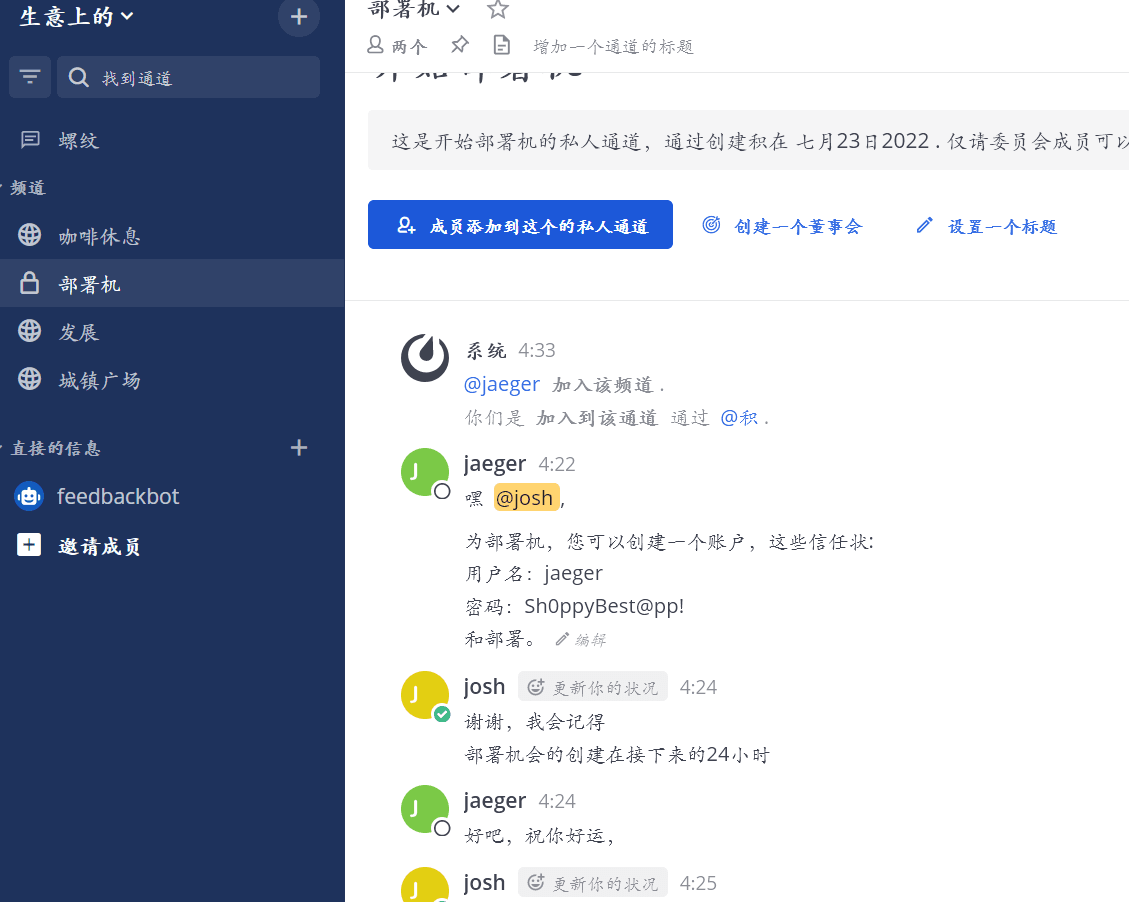 生意上的
找到通道
螺纹
频道
咖啡休息
部署机
发展
城镇广场
直接的信息
feedbackbot
邀请成员
部署机
两个 增加一个通道的标题
开始部署机
这是开始部署机的私人通道，通过创建积在 七月23日2022 . 仅请委员会成员可以
成员添加到这个的私人通道 创建一个董事会 设置一个标题
系统 4:33
@jaeger 加入该频道 .
你们是 加入到该通道 通过 @积 .
jaeger 4:22
嘿 @josh ,
为部署机，您可以创建一个账户，这些信任状:
用户名：jaeger
密码：Sh0ppyBest@pp!
和部署。 编辑
josh 更新你的状况 4:24
谢谢，我会记得
部署机会的创建在接下来的24小时
jaeger 4:24
好吧，祝你好运，
josh 更新你的状况 4:25